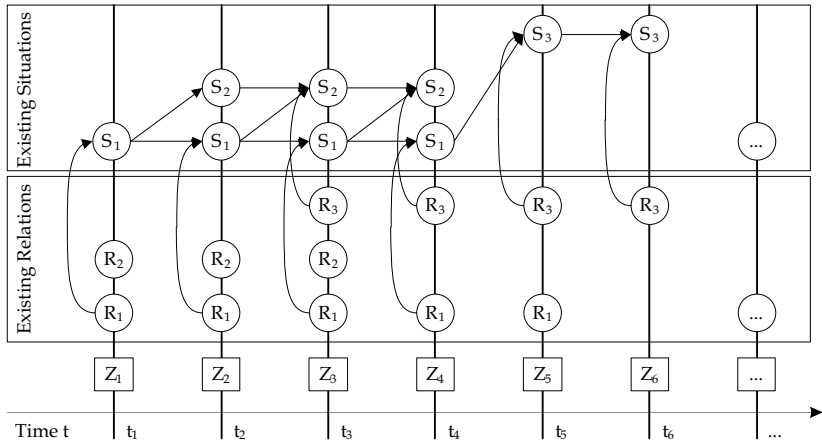 Existing Situations
S3 S3
S2 S2 S2
S1 S1 S1 S1 ...
Existing Relations
R3 R3 R3 R3
R2 R2 R2
R1 R1 R1 R1 R1 ...
Z1 Z2 Z3 Z4 Z5 Z6 ...
Time t t1 t2 t3 t4 t5 t6 ...